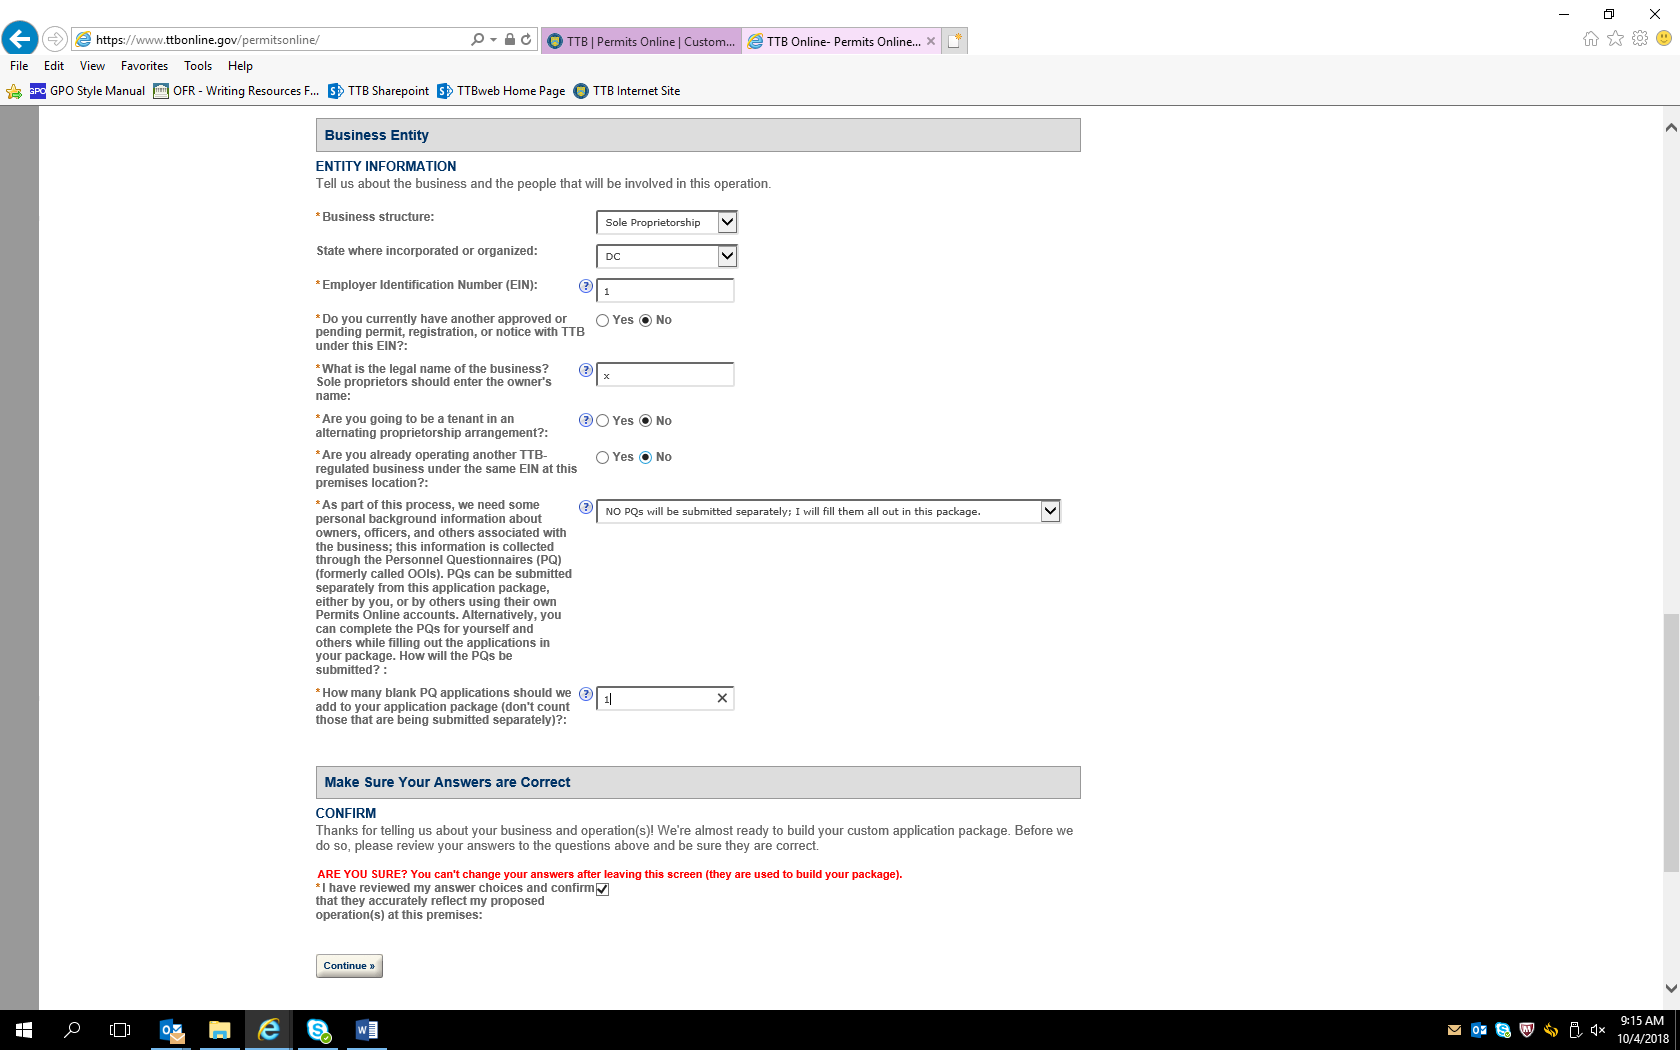 https://www.ttbonline.gov/permitsonline/
TTB | Permits Online | Custom...
TTB Online- Permits Online...
File Edit View Favorites Tools Help
GPO GPO Style Manual OFR - Writing Resources F... TTB Sharepoint TTBweb Home Page TTB Internet Site
Business Entity
ENTITY INFORMATION
Tell us about the business and the people that will be involved in this operation.
*Business structure: Sole Proprietorship
State where incorporated or organized: DC
*Employer Identification Number (EIN): ? 1
*Do you currently have another approved or Yes No
pending permit, registration, or notice with TTB
under this EIN?:
*What is the legal name of the business? ? x
Sole proprietors should enter the owner's
name:
*Are you going to be a tenant in an ? Yes No
alternating proprietorship arrangement?:
*Are you already operating another TTB- Yes No
regulated business under the same EIN at this
premises location?:
*As part of this process, we need some ? NO PQs will be submitted separately; I will fill them all out in this package.
personal background information about
owners, officers, and others associated with
the business; this information is collected
through the Personnel Questionnaires (PQ)
(formerly called OOIs). PQs can be submitted
separately from this application package,
either by you, or by others using their own
Permits Online accounts. Alternatively, you
can complete the PQs for yourself and
others while filling out the applications in
your package. How will the PQs be
submitted? :
*How many blank PQ applications should we ? 1
add to your application package (don't count
those that are being submitted separately)?:
Make Sure Your Answers are Correct
CONFIRM
Thanks for telling us about your business and operation(s)! We're almost ready to build your custom application package. Before we
do so, please review your answers to the questions above and be sure they are correct.
ARE YOU SURE? You can't change your answers after leaving this screen (they are used to build your package).
*I have reviewed my answer choices and confirm
that they accurately reflect my proposed
operation(s) at this premises:
Continue »
9:15 AM
10/4/2018